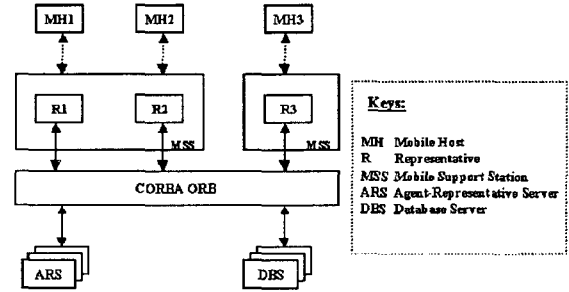 MH1 MH2 MH3
R1 R2 R3
MSS MSS
CORBA ORB
ARS DBS
Keys:
MH Mobile Host
R Representative
MSS Mobile Support Station
ARS Agent-Representative Server
DBS Database Server